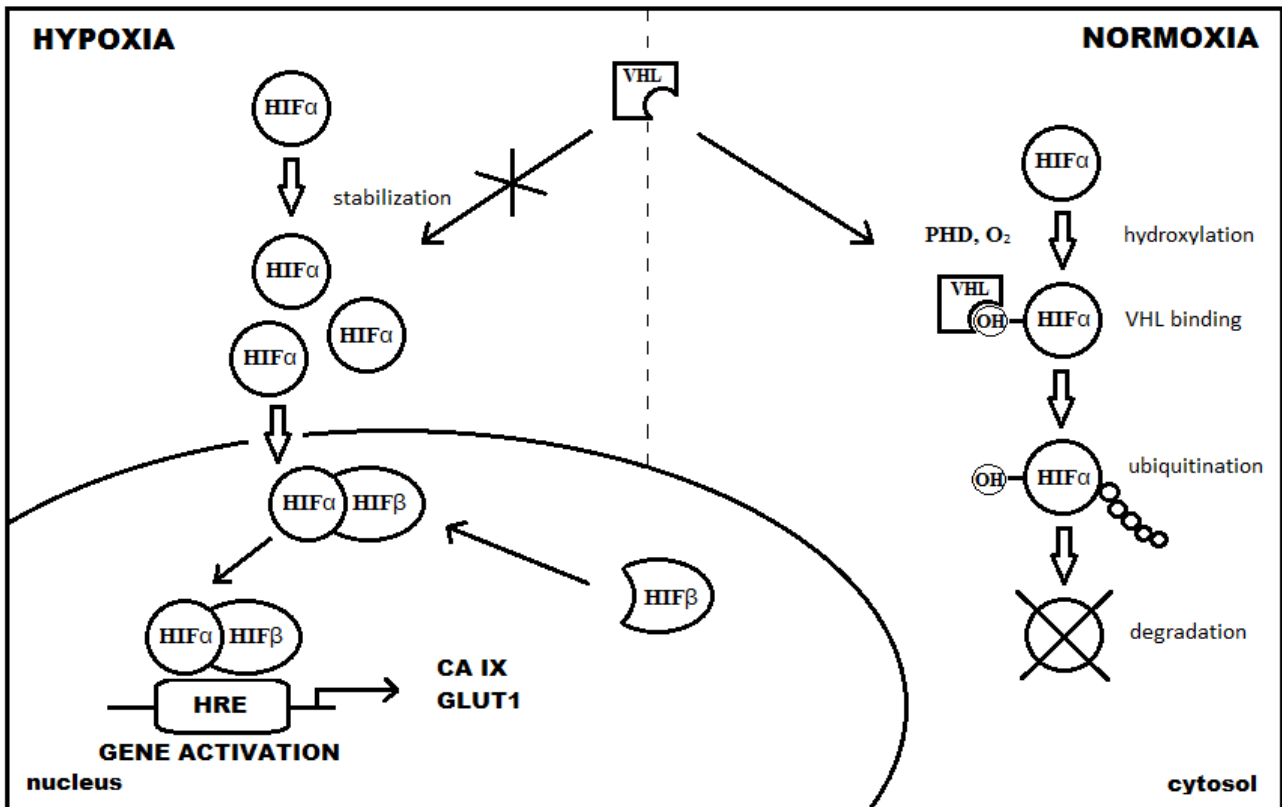 HYPOXIA
NORMOXIA
VHL
HIFα
stabilization
HIFα
HIFα
HIFα
HIFα
PHD, O₂
hydroxylation
VHL
OH
HIFα
VHL binding
OH
HIFα
ubiquitination
degradation
HIFα
HIFβ
HIFβ
HIFα
HIFβ
HRE
CA IX
GLUT1
GENE ACTIVATION
nucleus
cytosol